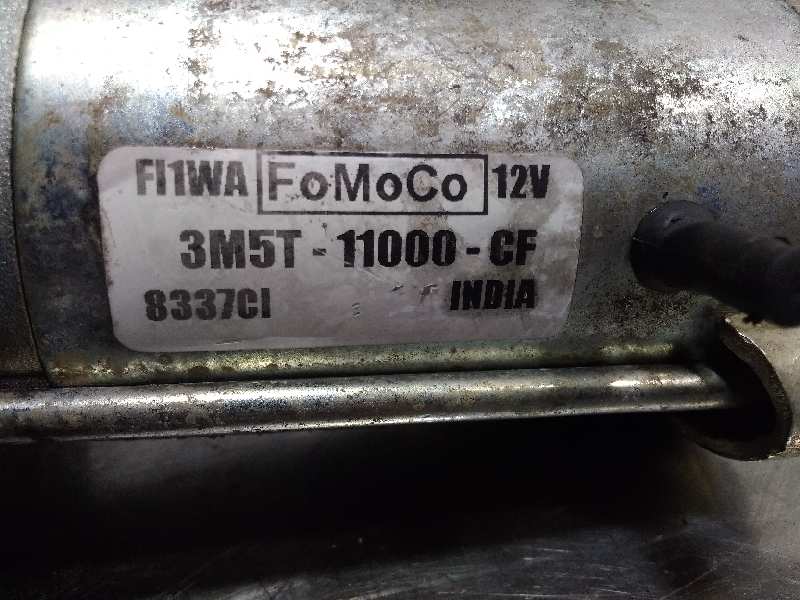 FI1WA FoMoCo 12V
3M5T - 11000 - CF
8337CI INDIA